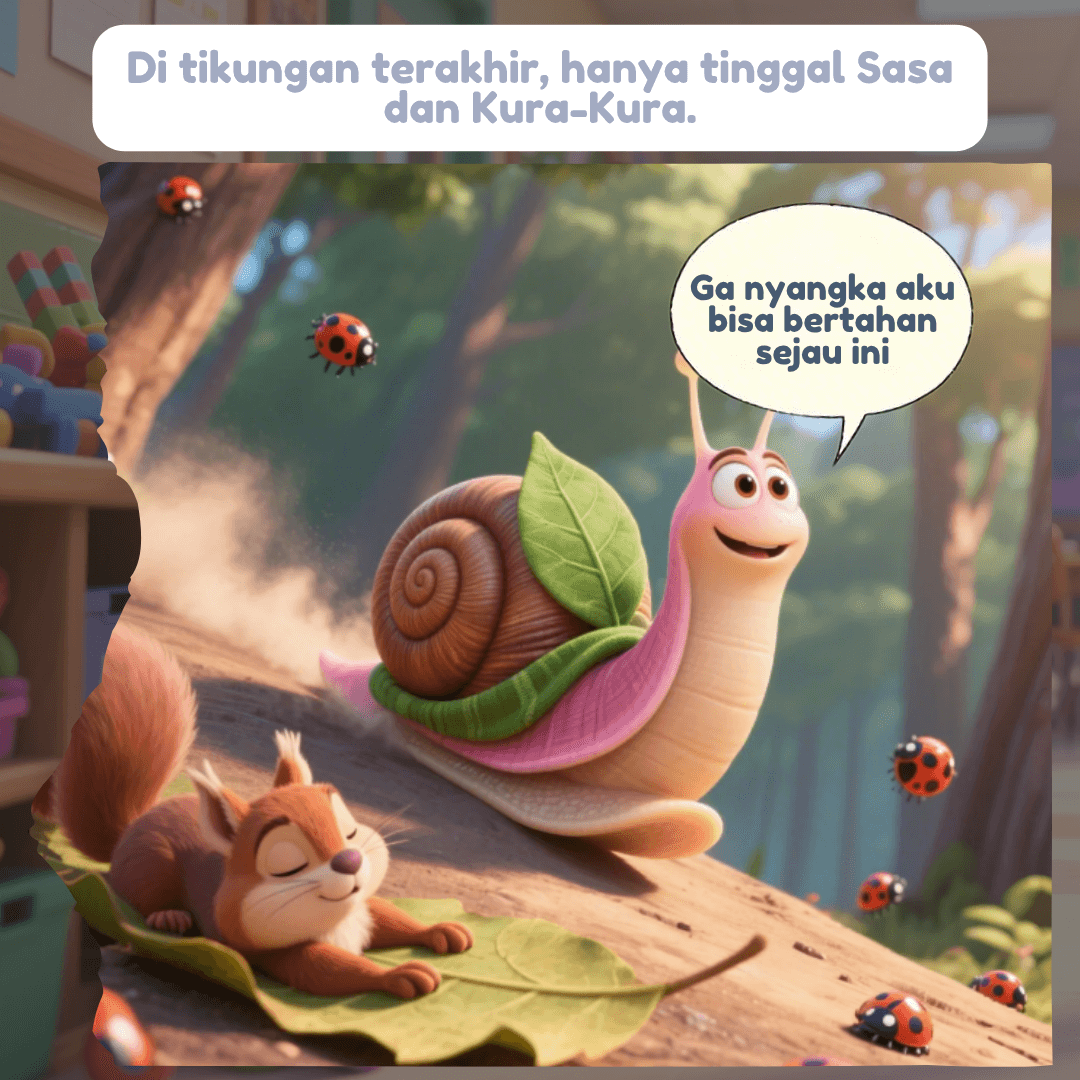 Di tikungan terakhir, hanya tinggal Sasa
dan Kura-Kura.
Ga nyangka aku
bisa bertahan
sejau ini